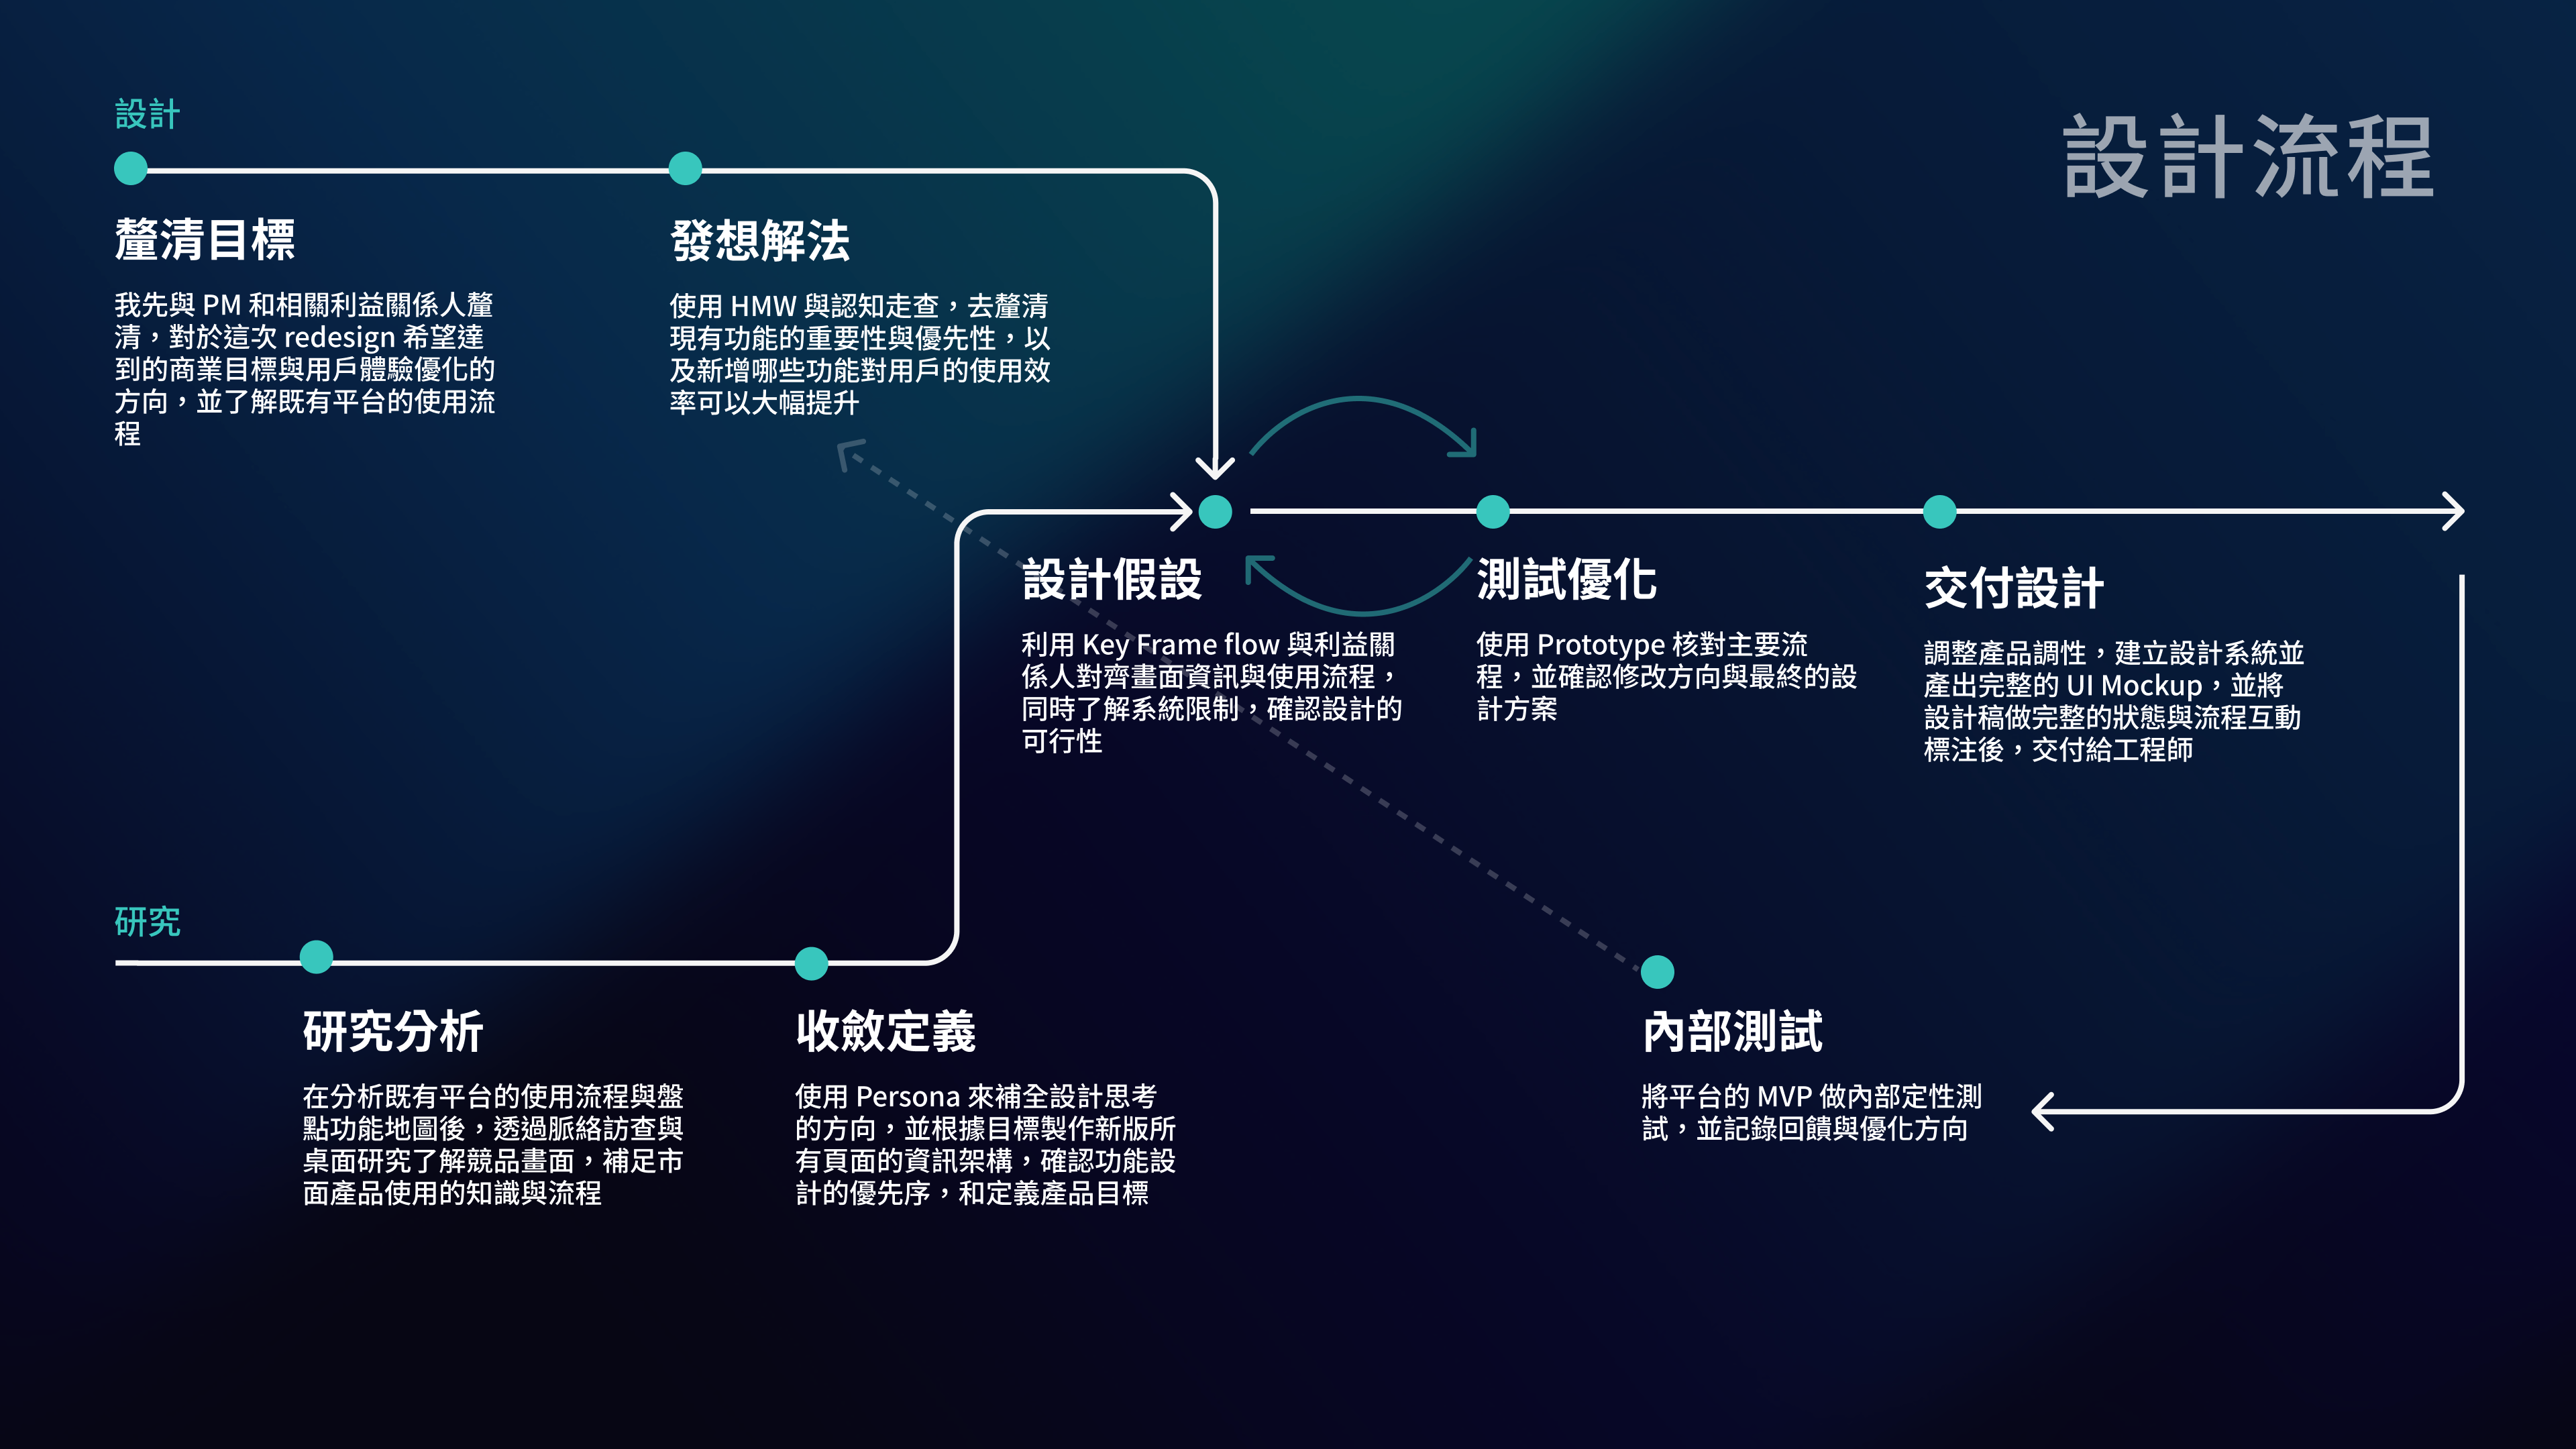 設計流程
設計
釐清目標
我先與 PM 和相關利益關係人釐
清，對於這次 redesign 希望達
到的商業目標與用戶體驗優化的
方向，並了解既有平台的使用流
程
發想解法
使用 HMW 與認知走查，去釐清
現有功能的重要性與優先性，以
及新增哪些功能對用戶的使用效
率可以大幅提升
設計假設
利用 Key Frame flow 與利益關
係人對齊畫面資訊與使用流程，
同時了解系統限制，確認設計的
可行性
測試優化
使用 Prototype 核對主要流
程，並確認修改方向與最終的設
計方案
交付設計
調整產品調性，建立設計系統並
產出完整的 UI Mockup，並將
設計稿做完整的狀態與流程互動
標注後，交付給工程師
研究
研究分析
在分析既有平台的使用流程與盤
點功能地圖後，透過脈絡訪查與
桌面研究了解競品畫面，補足市
面產品使用的知識與流程
收斂定義
使用 Persona 來補全設計思考
的方向，並根據目標製作新版所
有頁面的資訊架構，確認功能設
計的優先序，和定義產品目標
內部測試
將平台的 MVP 做內部定性測
試，並記錄回饋與優化方向